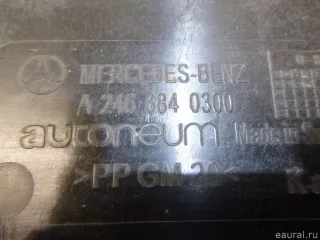 MERCEDES-BENZ
A 246 684 0300
autoneum
>PP GM 20<
eaural.ru